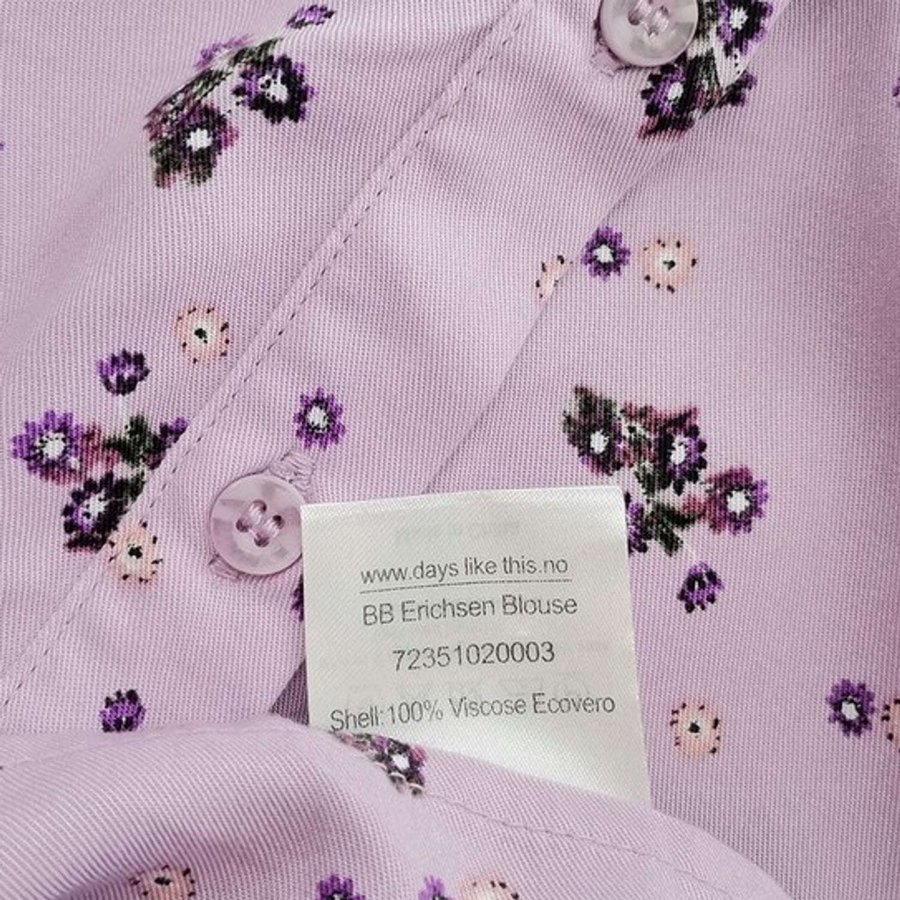 www.days like this.no
BB Erichsen Blouse
72351020003
Shell:100% Viscose Ecovero